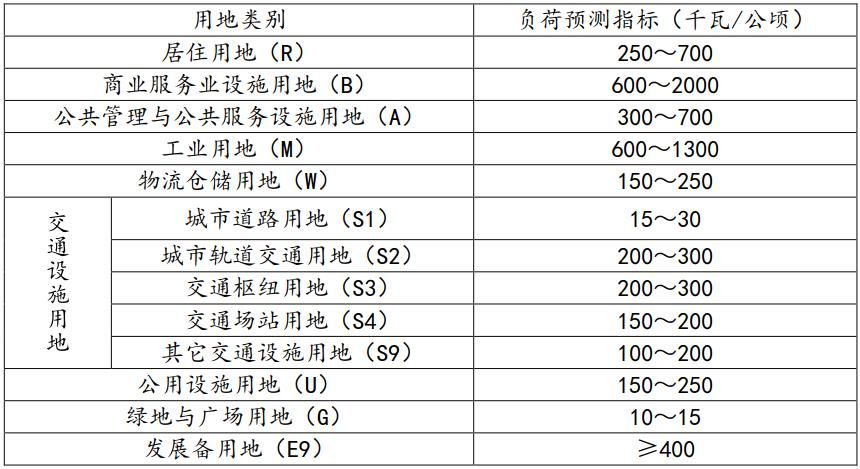 用地类别 负荷预测指标（千瓦/公顷）
居住用地（R） 250～700
商业服务业设施用地（B） 600～2000
公共管理与公共服务设施用地（A） 300～700
工业用地（M） 600～1300
物流仓储用地（W） 150～250
交通设施用地
城市道路用地（S1） 15～30
城市轨道交通用地（S2） 200～300
交通枢纽用地（S3） 200～300
交通场站用地（S4） 150～200
其它交通设施用地（S9） 100～200
公用设施用地（U） 150～250
绿地与广场用地（G） 10～15
发展备用地（E9） ≥400